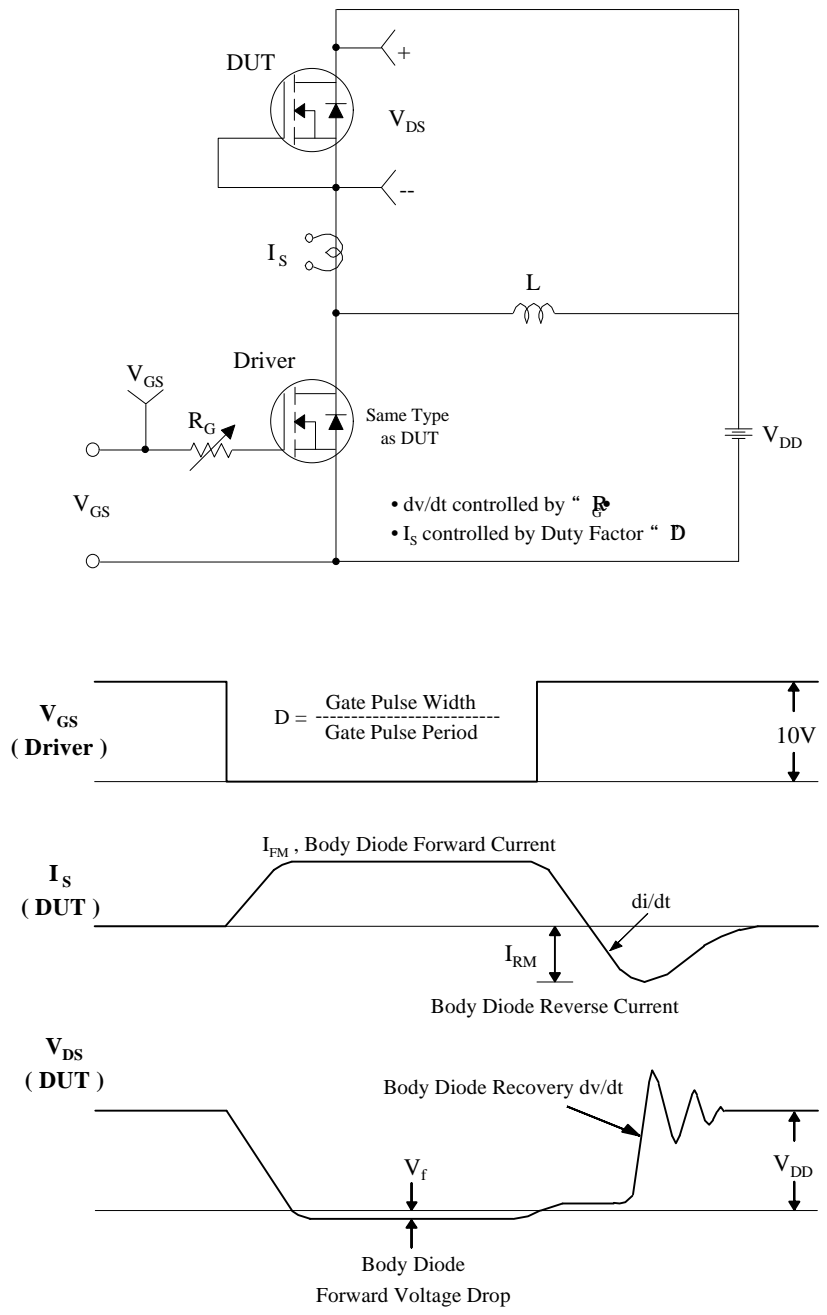 DUT
+
V_DS
--
I_S
L
Driver
V_GS
R_G
Same Type
as DUT
V_DD
V_GS
• dv/dt controlled by “
• I_S controlled by Duty Factor “ D”
V_GS
( Driver )
D = Gate Pulse Width
--------------------------
Gate Pulse Period
10V
I_FM , Body Diode Forward Current
I_S
( DUT )
di/dt
I_RM
Body Diode Reverse Current
V_DS
( DUT )
Body Diode Recovery dv/dt
V_f
V_DD
Body Diode
Forward Voltage Drop